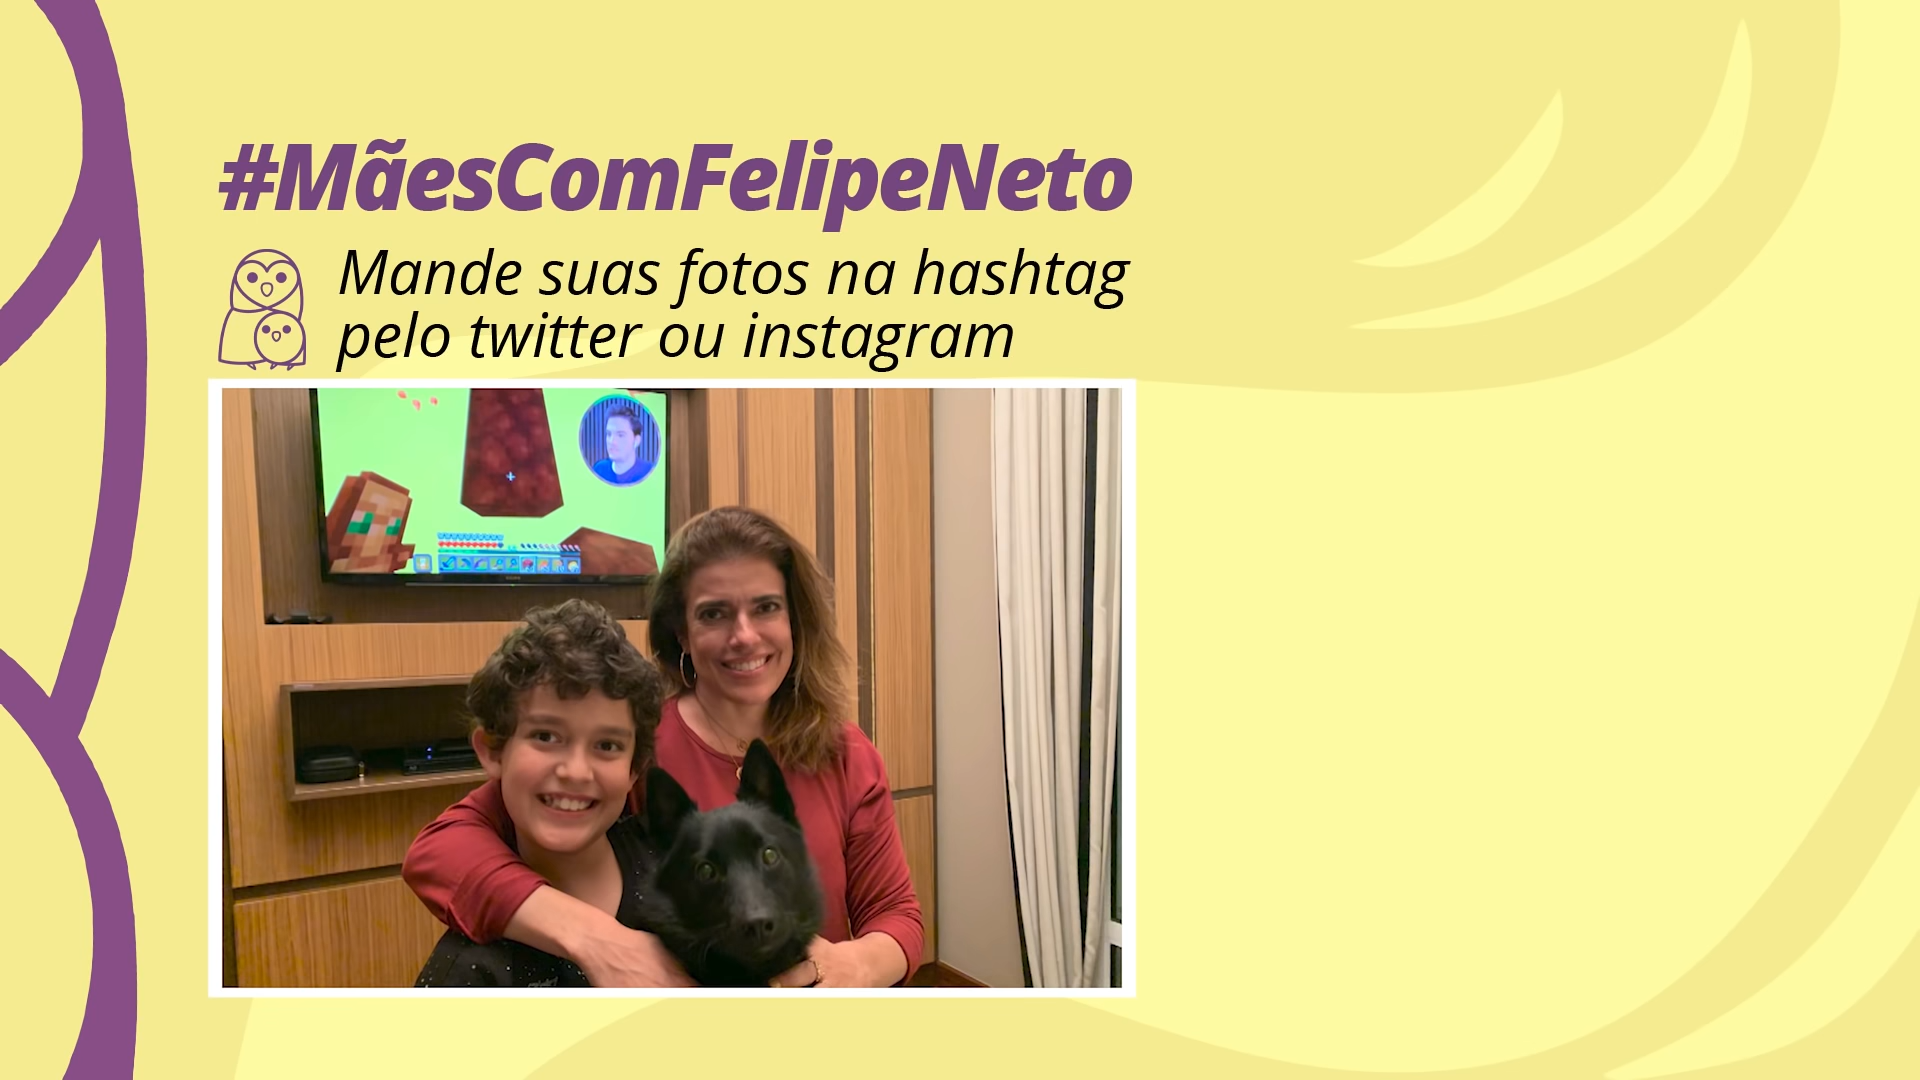 #MãesComFelipeNeto
Mande suas fotos na hashtag
pelo twitter ou instagram